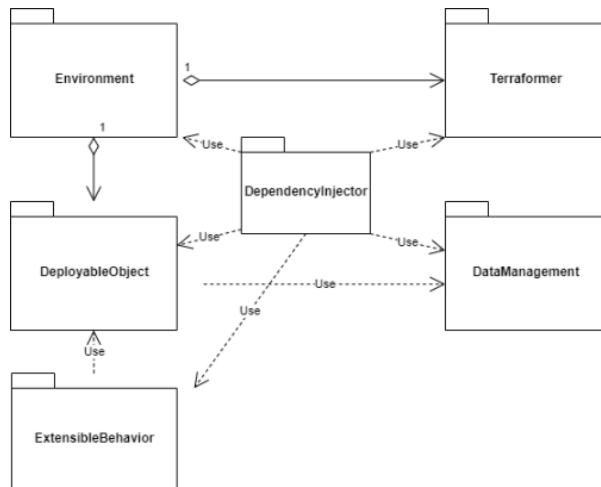 1
Environment
Terraformer
1
Use
Use
DependencyInjector
Use
Use
DeployableObject
DataManagement
Use
Use
Use
ExtensibleBehavior